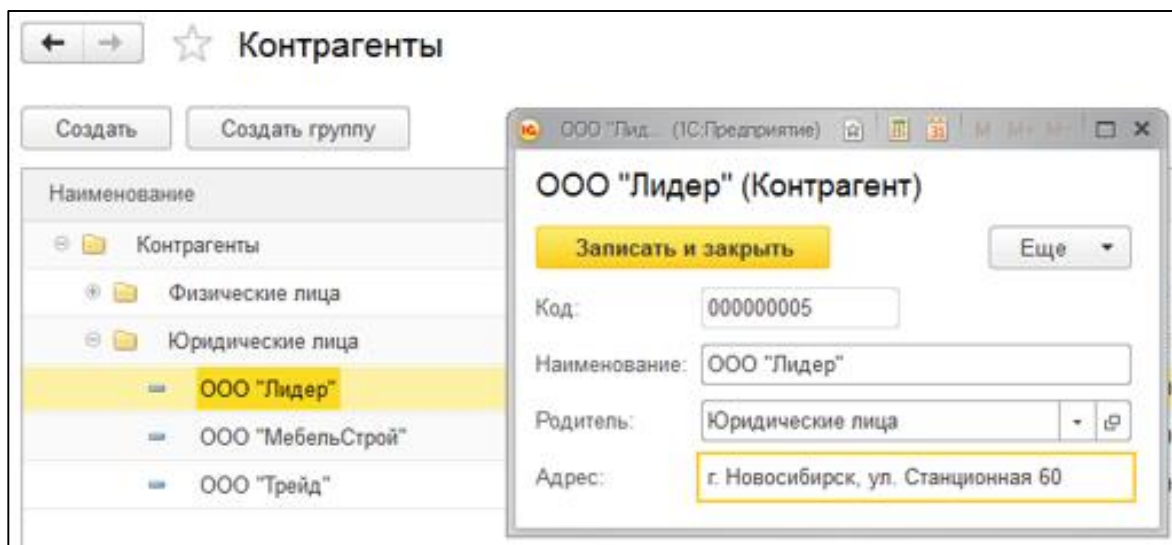 Контрагенты
Создать
Создать группу
Наименование
Контрагенты
Физические лица
Юридические лица
ООО "Лидер"
ООО "МебельСтрой"
ООО "Трейд"
ООО "Лид... (1С:Предприятие) 31 M M+ M-
ООО "Лидер" (Контрагент)
Записать и закрыть
Еще
Код: 000000005
Наименование: ООО "Лидер"
Родитель: Юридические лица
Адрес: г. Новосибирск, ул. Станционная 60